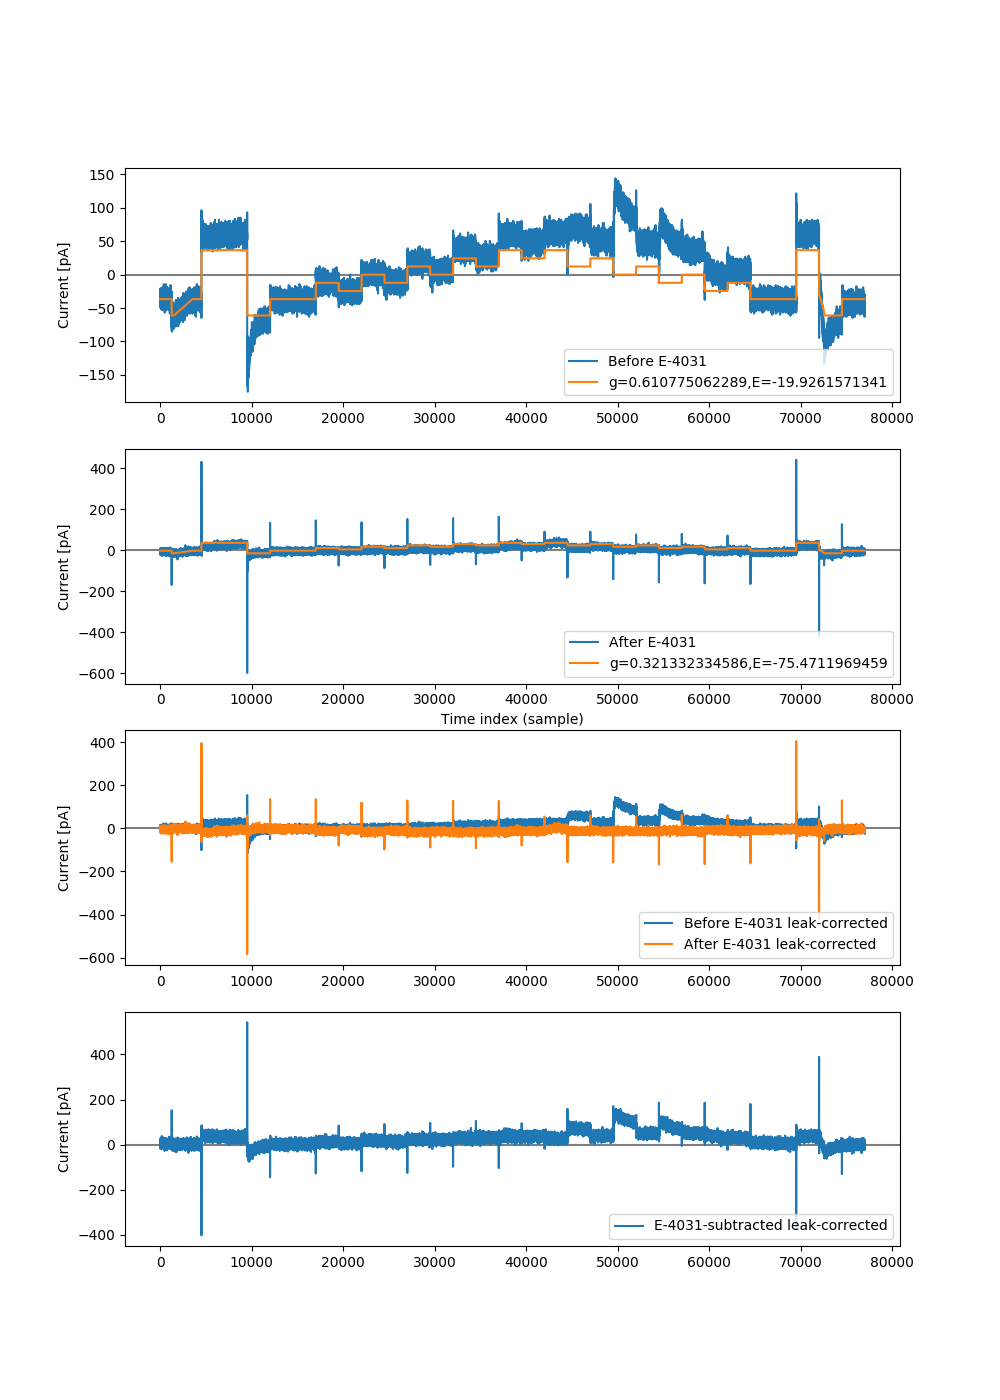 150
100
50
0
−50
−100
−150
Current [pA]
Before E-4031
g=0.610775062289,E=-19.9261571341
0 10000 20000 30000 40000 50000 60000 70000 80000
400
200
0
−200
−400
−600
Current [pA]
After E-4031
g=0.321332334586,E=-75.4711969459
0 10000 20000 30000 40000 50000 60000 70000 80000
Time index (sample)
400
200
0
−200
−400
−600
Current [pA]
Before E-4031 leak-corrected
After E-4031 leak-corrected
0 10000 20000 30000 40000 50000 60000 70000 80000
400
200
0
−200
−400
Current [pA]
E-4031-subtracted leak-corrected
0 10000 20000 30000 40000 50000 60000 70000 80000